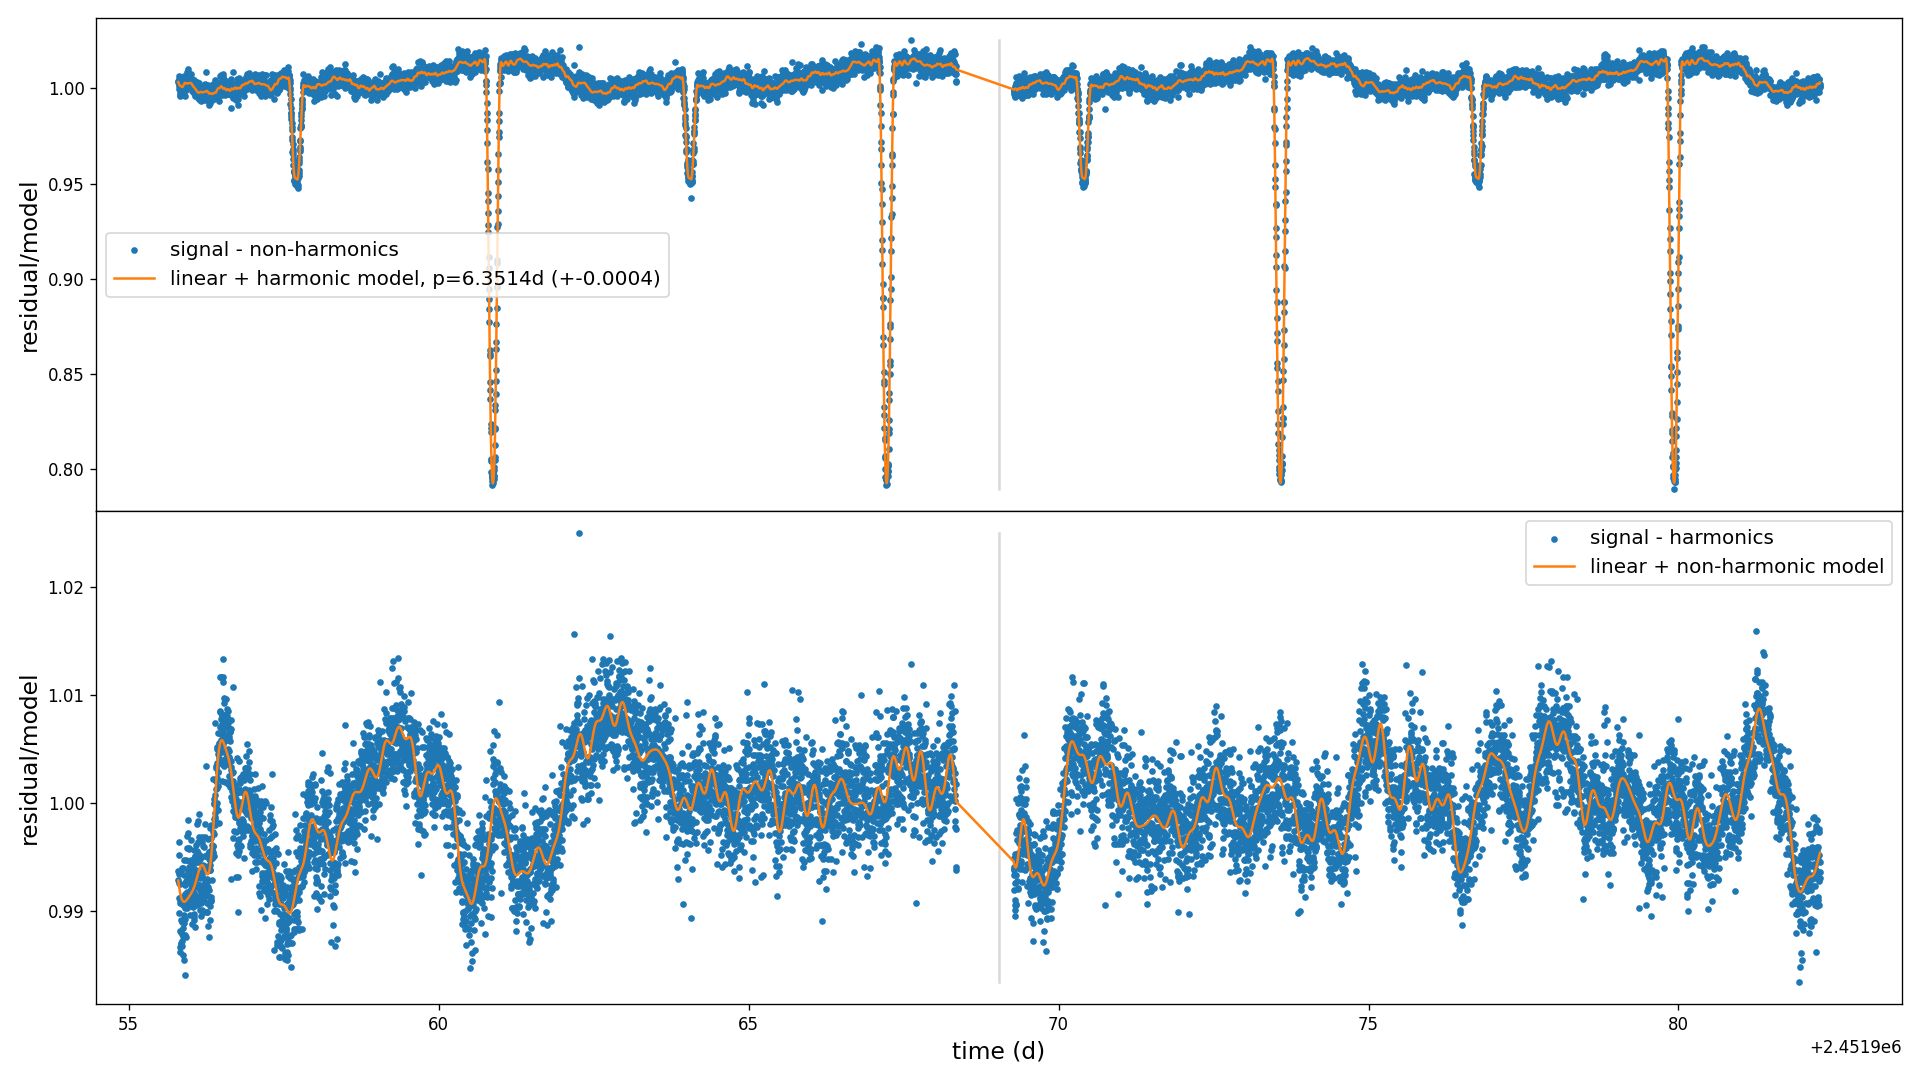 1.00
0.95
0.90
0.85
0.80
residual/model
signal - non-harmonics
linear + harmonic model, p=6.3514d (+-0.0004)
signal - harmonics
linear + non-harmonic model
1.02
1.01
1.00
0.99
residual/model
55 60 65 70 75 80
time (d)
+2.4519e6